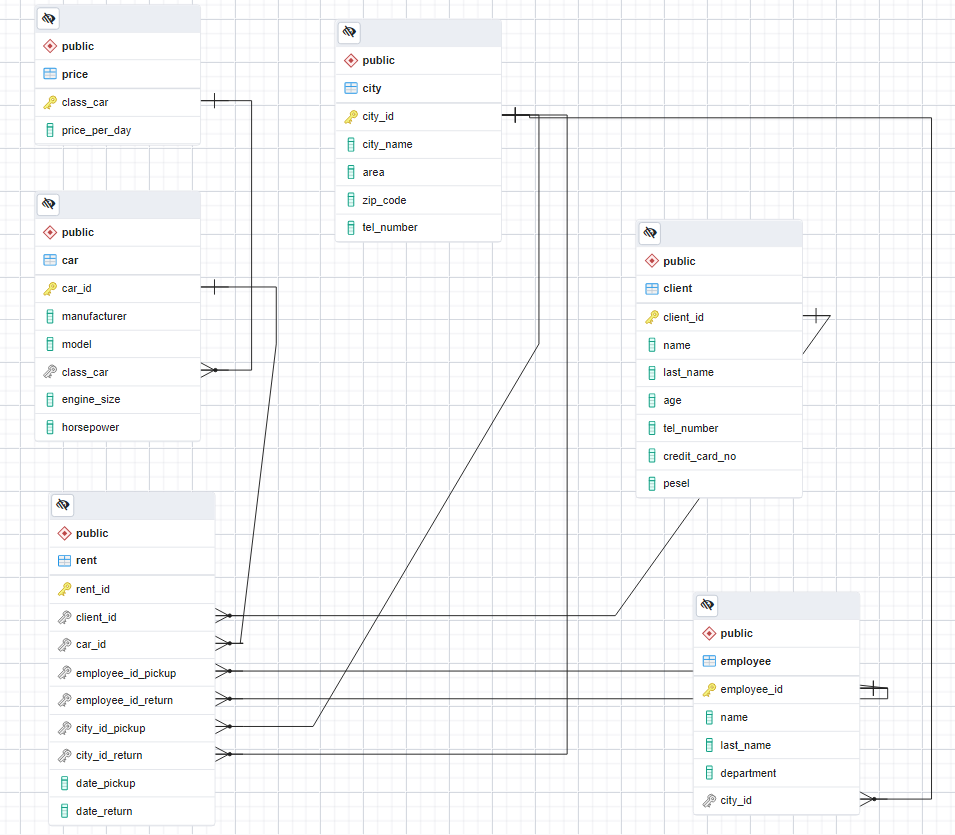 public
price
class_car
price_per_day
public
city
city_id
city_name
area
zip_code
tel_number
public
car
car_id
manufacturer
model
class_car
engine_size
horsepower
public
client
client_id
name
last_name
age
tel_number
credit_card_no
pesel
public
rent
rent_id
client_id
car_id
employee_id_pickup
employee_id_return
city_id_pickup
city_id_return
date_pickup
date_return
public
employee
employee_id
name
last_name
department
city_id